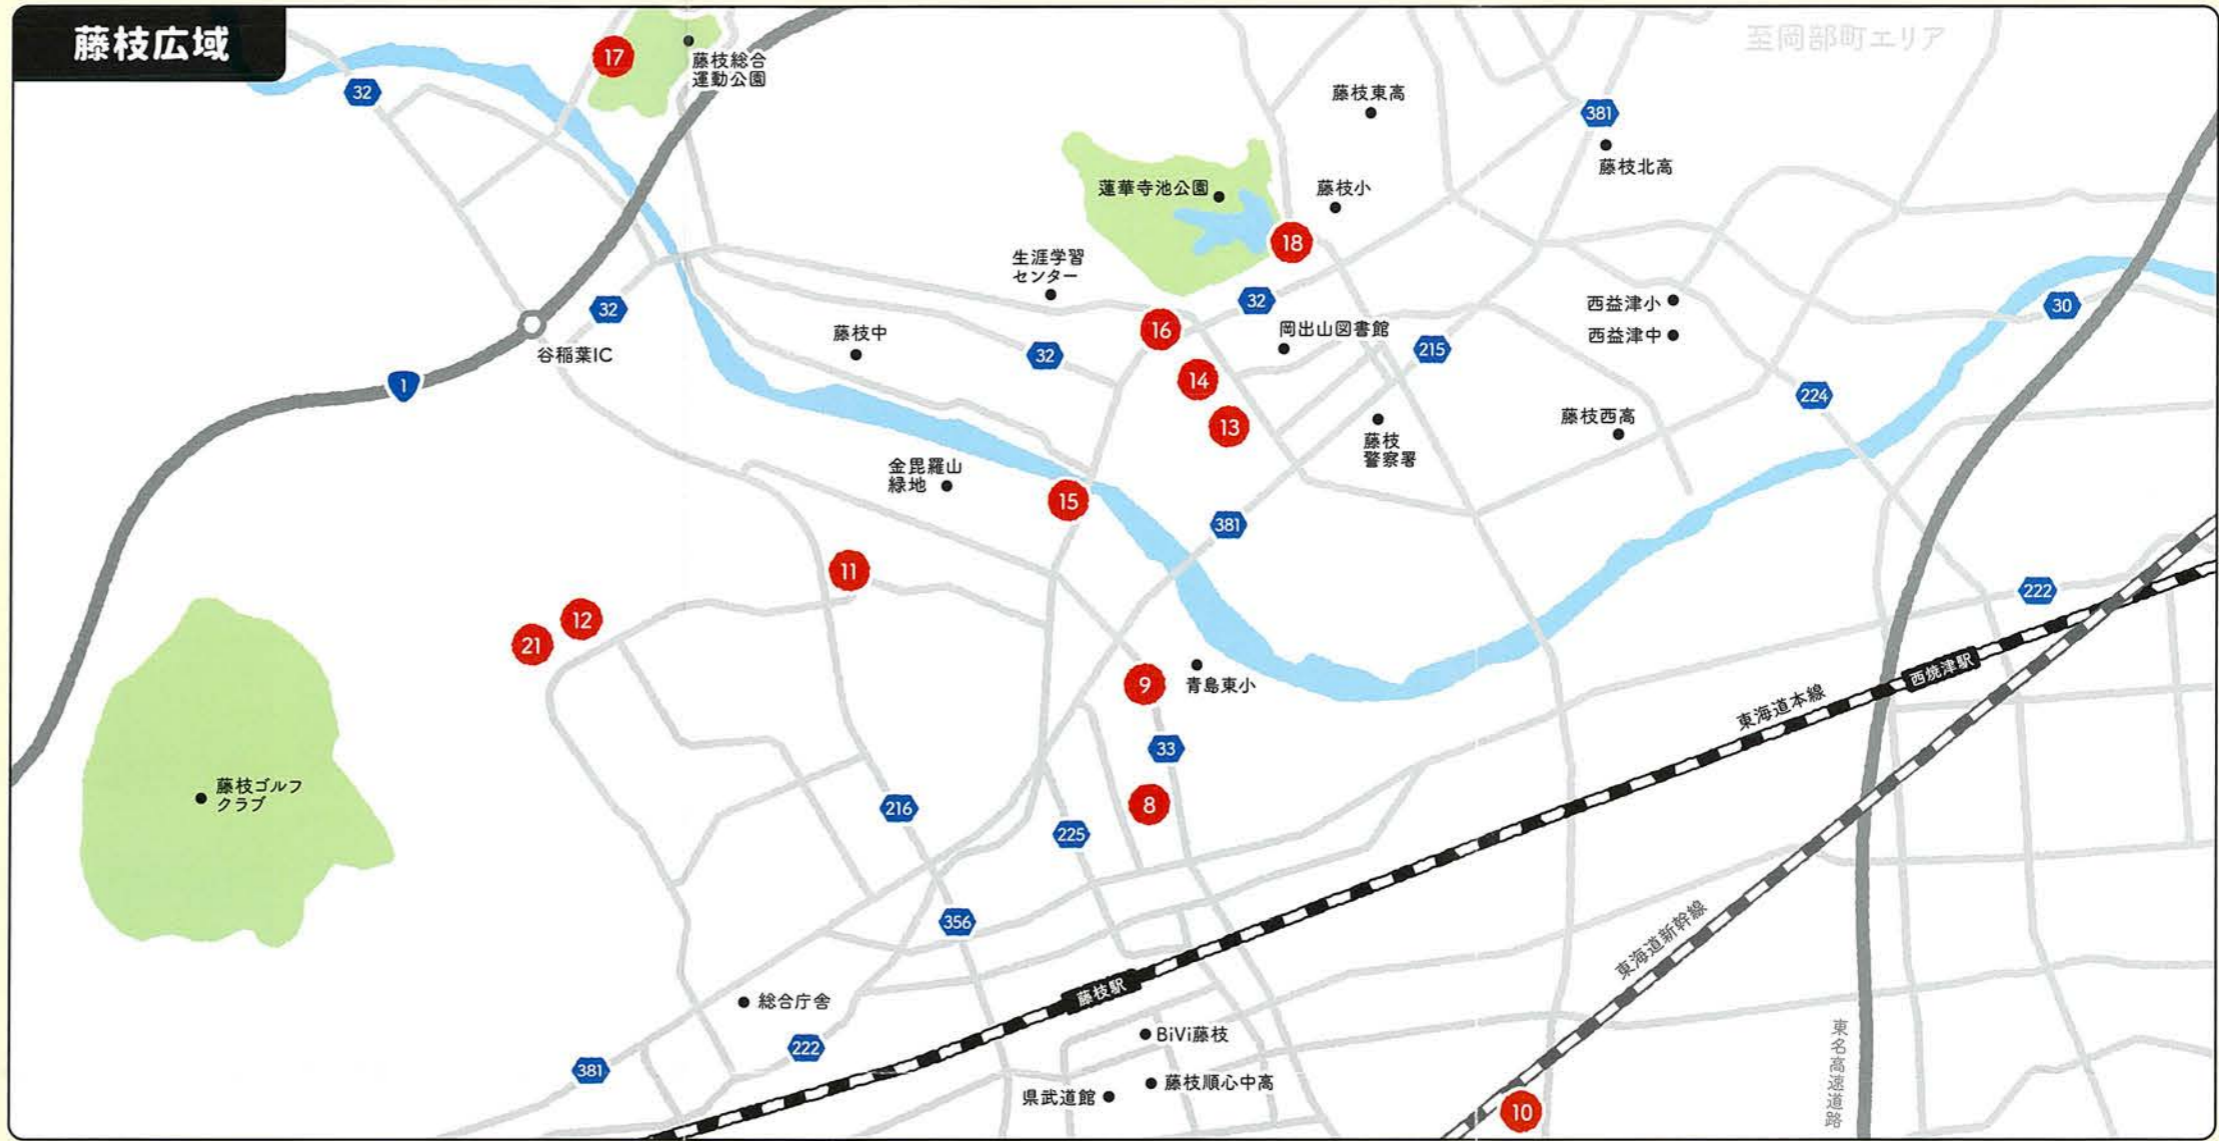 藤枝広域
至岡部町エリア
17
藤枝総合
運動公園
32
藤枝東高
381
藤枝北高
蓮華寺池公園
藤枝小
18
生涯学習
センター
32
西益津小
30
32
16
岡出山図書館
藤枝中
西益津中
谷稲葉IC
32
215
1
14
224
13
藤枝西高
藤枝
警察署
金毘羅山
緑地
15
381
11
222
12
21
西焼津駅
9
青島東小
東海道本線
33
藤枝ゴルフ
クラブ
216
8
225
356
東海道新幹線
藤枝駅
総合庁舎
BiVi藤枝
222
381
藤枝順心中高
県武道館
東名高速道路
10